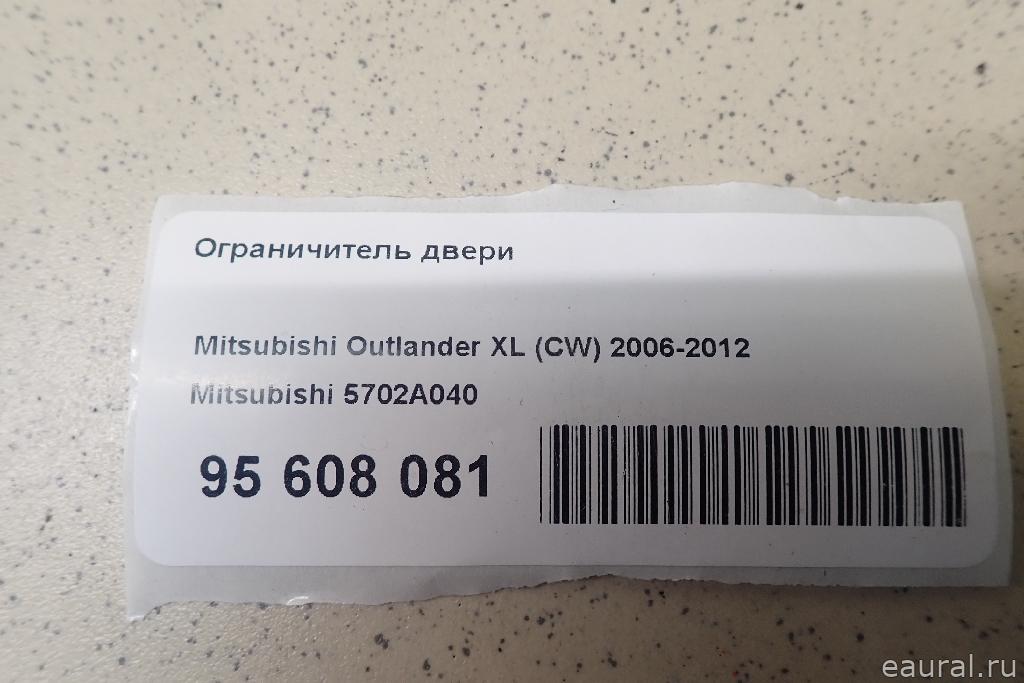 Ограничитель двери
Mitsubishi Outlander XL (CW) 2006-2012
Mitsubishi 5702A040
95 608 081
eaural.ru